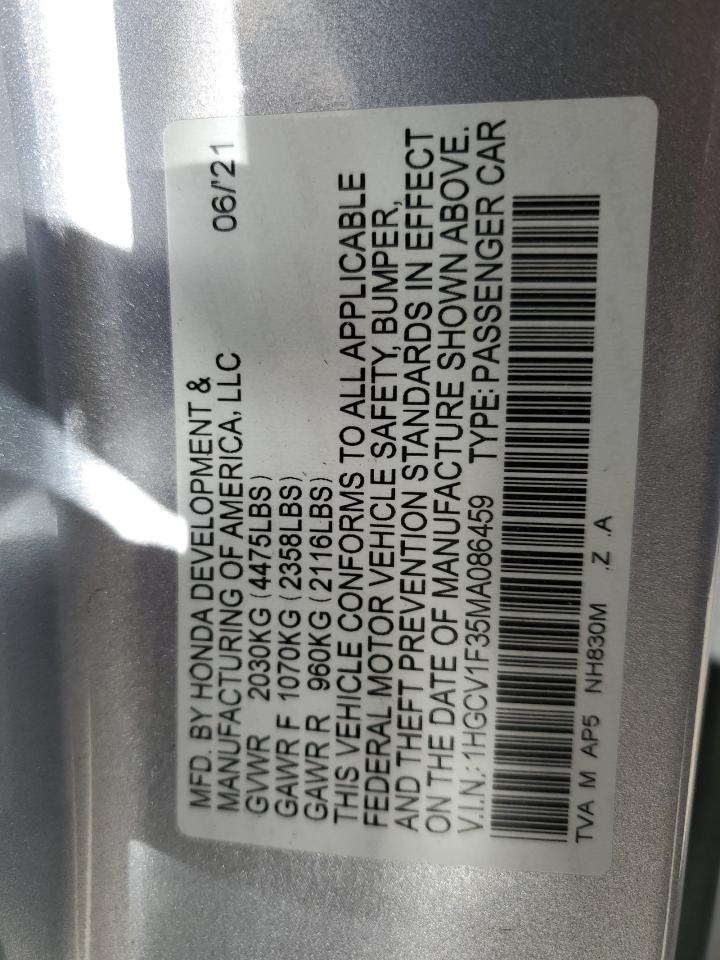 MFD. BY HONDA DEVELOPMENT &
MANUFACTURING OF AMERICA, LLC 06/'21
GVWR 2030KG (4475LBS)
GAWR F 1070KG (2358LBS)
GAWR R 960KG (2116LBS)
THIS VEHICLE CONFORMS TO ALL APPLICABLE
FEDERAL MOTOR VEHICLE SAFETY, BUMPER,
AND THEFT PREVENTION STANDARDS IN EFFECT
ON THE DATE OF MANUFACTURE SHOWN ABOVE.
V.I.N.: 1HGCV1F35MA086459 TYPE: PASSENGER CAR
TVA M AP5 NH830M .Z .A